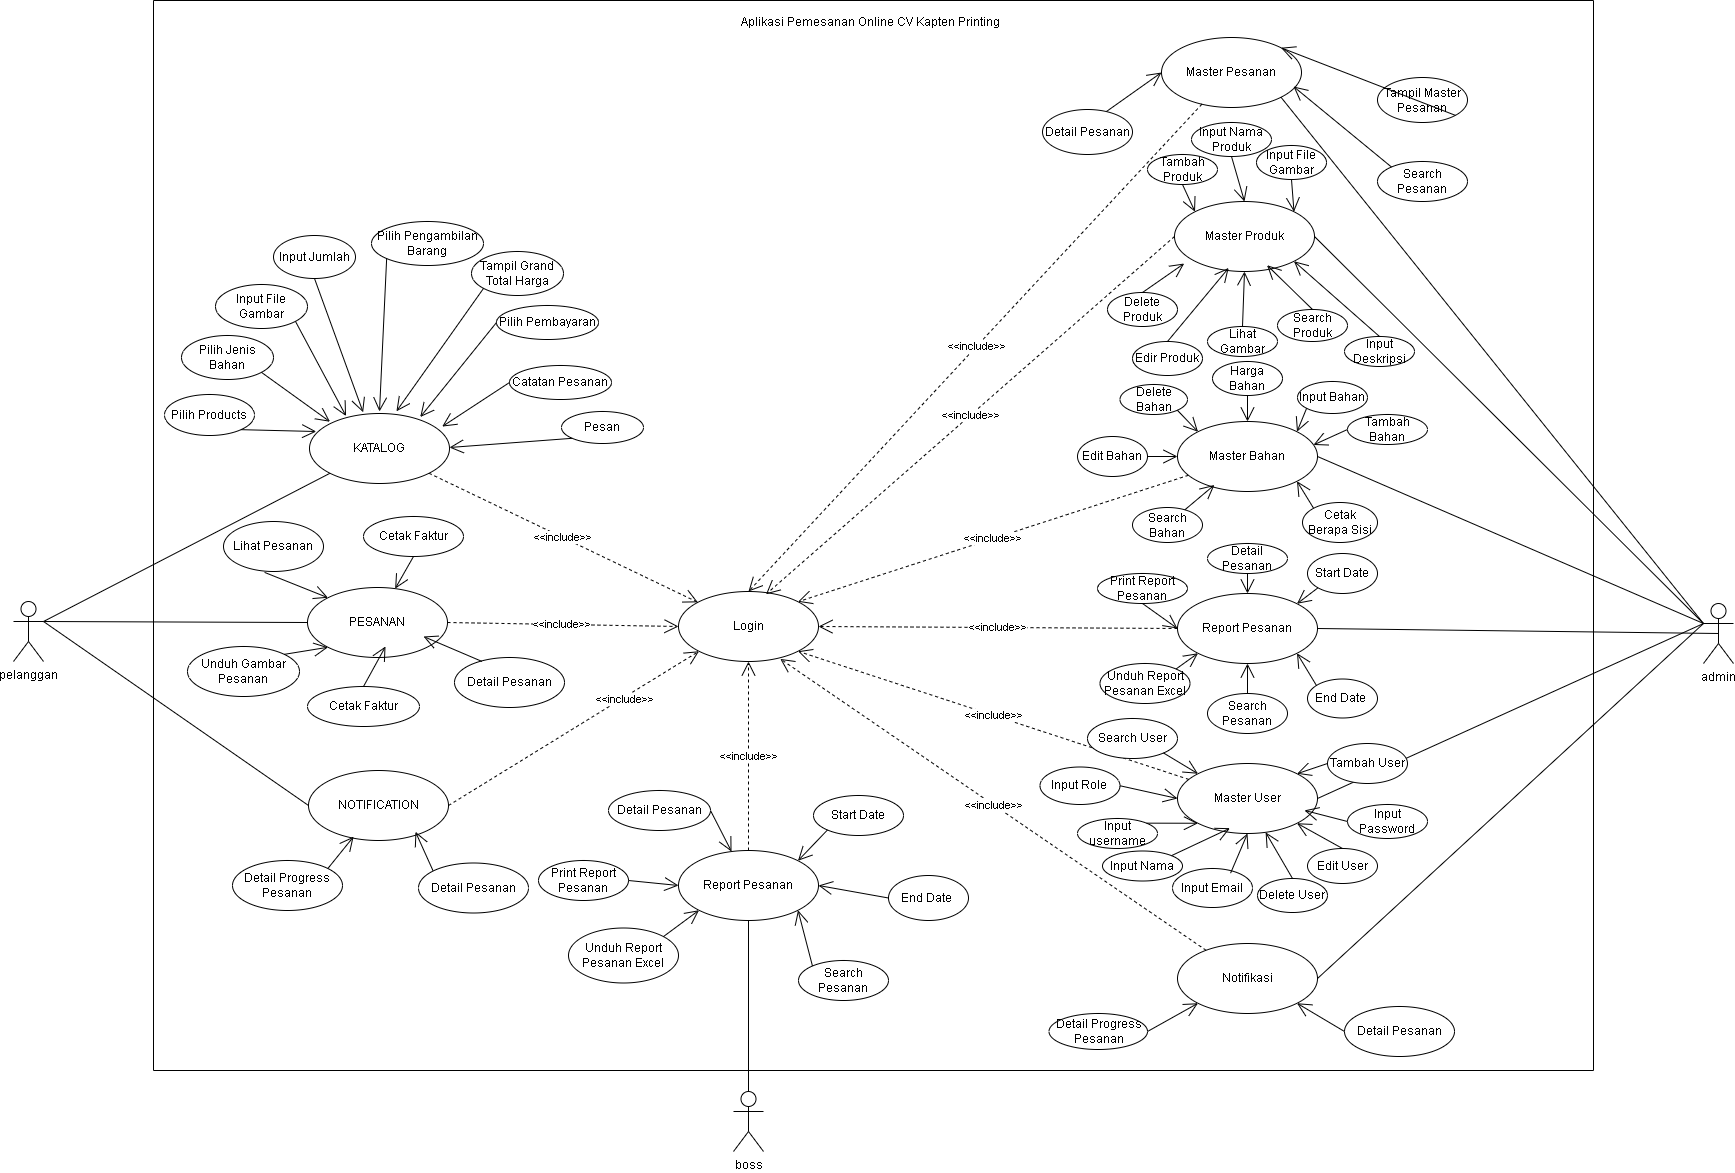 Aplikasi Pemesanan Online CV Kapten Printing
Master Pesanan
Tampil Master
Pesanan
Detail Pesanan
Search
Pesanan
Input Nama
Produk
Tambah
Produk
Input File
Gambar
Master Produk
Delete
Produk
Edir Produk
Lihat
Gambar
Search
Produk
Input
Deskripsi
Pilih Pengambilan
Barang
Input Jumlah
Tampil Grand
Total Harga
Input File
Gambar
Pilih Pembayaran
Pilih Jenis
Bahan
Catatan Pesanan
Pilih Products
Pesan
KATALOG
<<include>>
<<include>>
Harga
Bahan
Delete
Bahan
Input Bahan
Tambah
Bahan
Edit Bahan
Master Bahan
Search
Bahan
Cetak
Berapa Sisi
<<include>>
<<include>>
Lihat Pesanan
Cetak Faktur
PESANAN
<<include>>
Login
<<include>>
Unduh Gambar
Pesanan
Cetak Faktur
Detail Pesanan
pelanggan
Detail
Pesanan
Print Report
Pesanan
Start Date
Report Pesanan
Unduh Report
Pesanan Excel
Search
Pesanan
End Date
admin
<<include>>
<<include>>
<<include>>
<<include>>
Search User
Tambah User
Input Role
Master User
Input
username
Input
Password
Input Nama
Edit User
Input Email
Delete User
NOTIFICATION
Detail Progress
Pesanan
Detail Pesanan
Detail Pesanan
Start Date
Print Report
Pesanan
Report Pesanan
End Date
Unduh Report
Pesanan Excel
Search
Pesanan
Notifikasi
Detail Progress
Pesanan
Detail Pesanan
boss